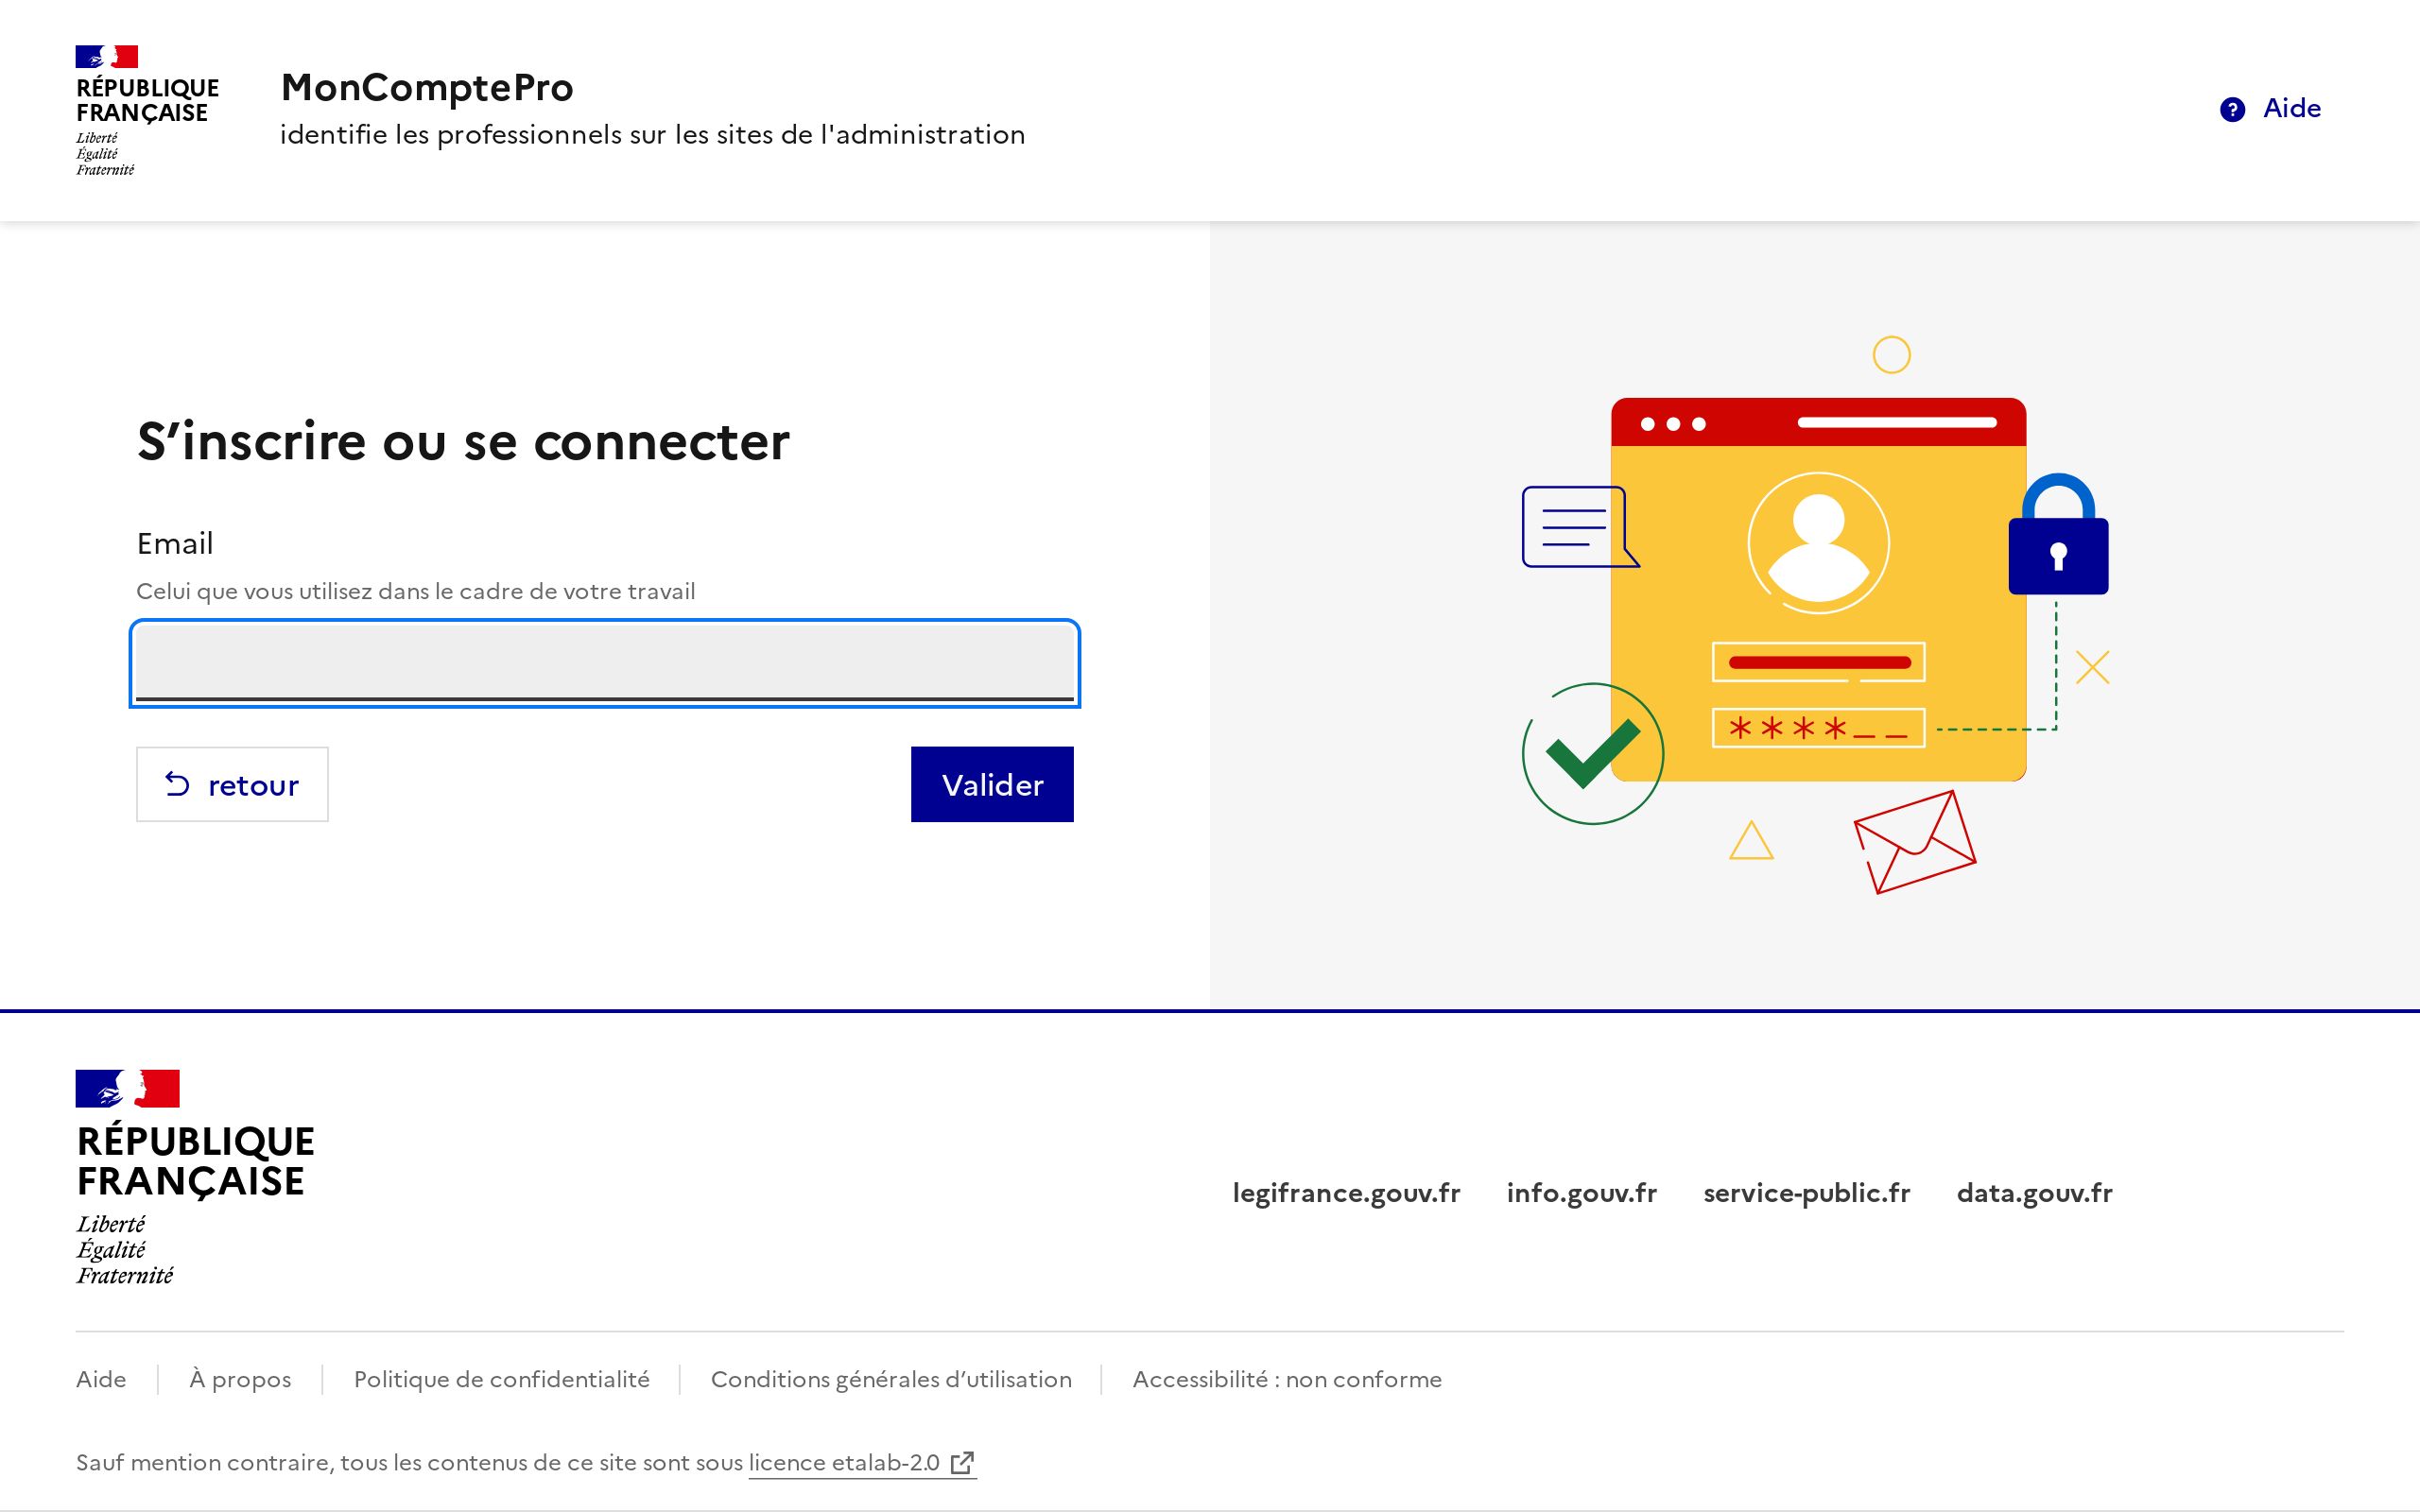 RÉPUBLIQUE
FRANÇAISE
Liberté
Égalité
Fraternité
MonComptePro
identifie les professionnels sur les sites de l'administration
Aide
S’inscrire ou se connecter
Email
Celui que vous utilisez dans le cadre de votre travail
retour
Valider
****__
RÉPUBLIQUE
FRANÇAISE
Liberté
Égalité
Fraternité
legifrance.gouv.fr info.gouv.fr service-public.fr data.gouv.fr
Aide À propos Politique de confidentialité Conditions générales d’utilisation Accessibilité : non conforme
Sauf mention contraire, tous les contenus de ce site sont sous licence etalab-2.0